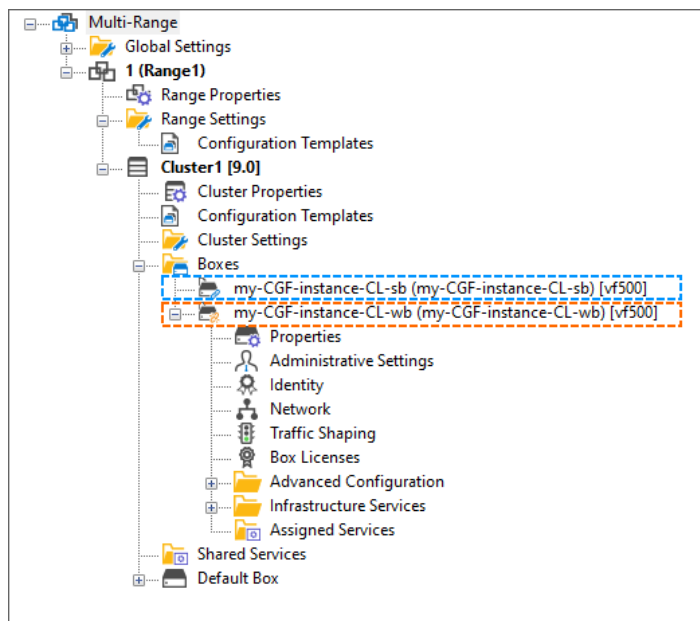 Multi-Range
Global Settings
1 (Range1)
Range Properties
Range Settings
Configuration Templates
Cluster1 [9.0]
Cluster Properties
Configuration Templates
Cluster Settings
Boxes
my-CGF-instance-CL-sb (my-CGF-instance-CL-sb) [vf500]
my-CGF-instance-CL-wb (my-CGF-instance-CL-wb) [vf500]
Properties
Administrative Settings
Identity
Network
Traffic Shaping
Box Licenses
Advanced Configuration
Infrastructure Services
Assigned Services
Shared Services
Default Box